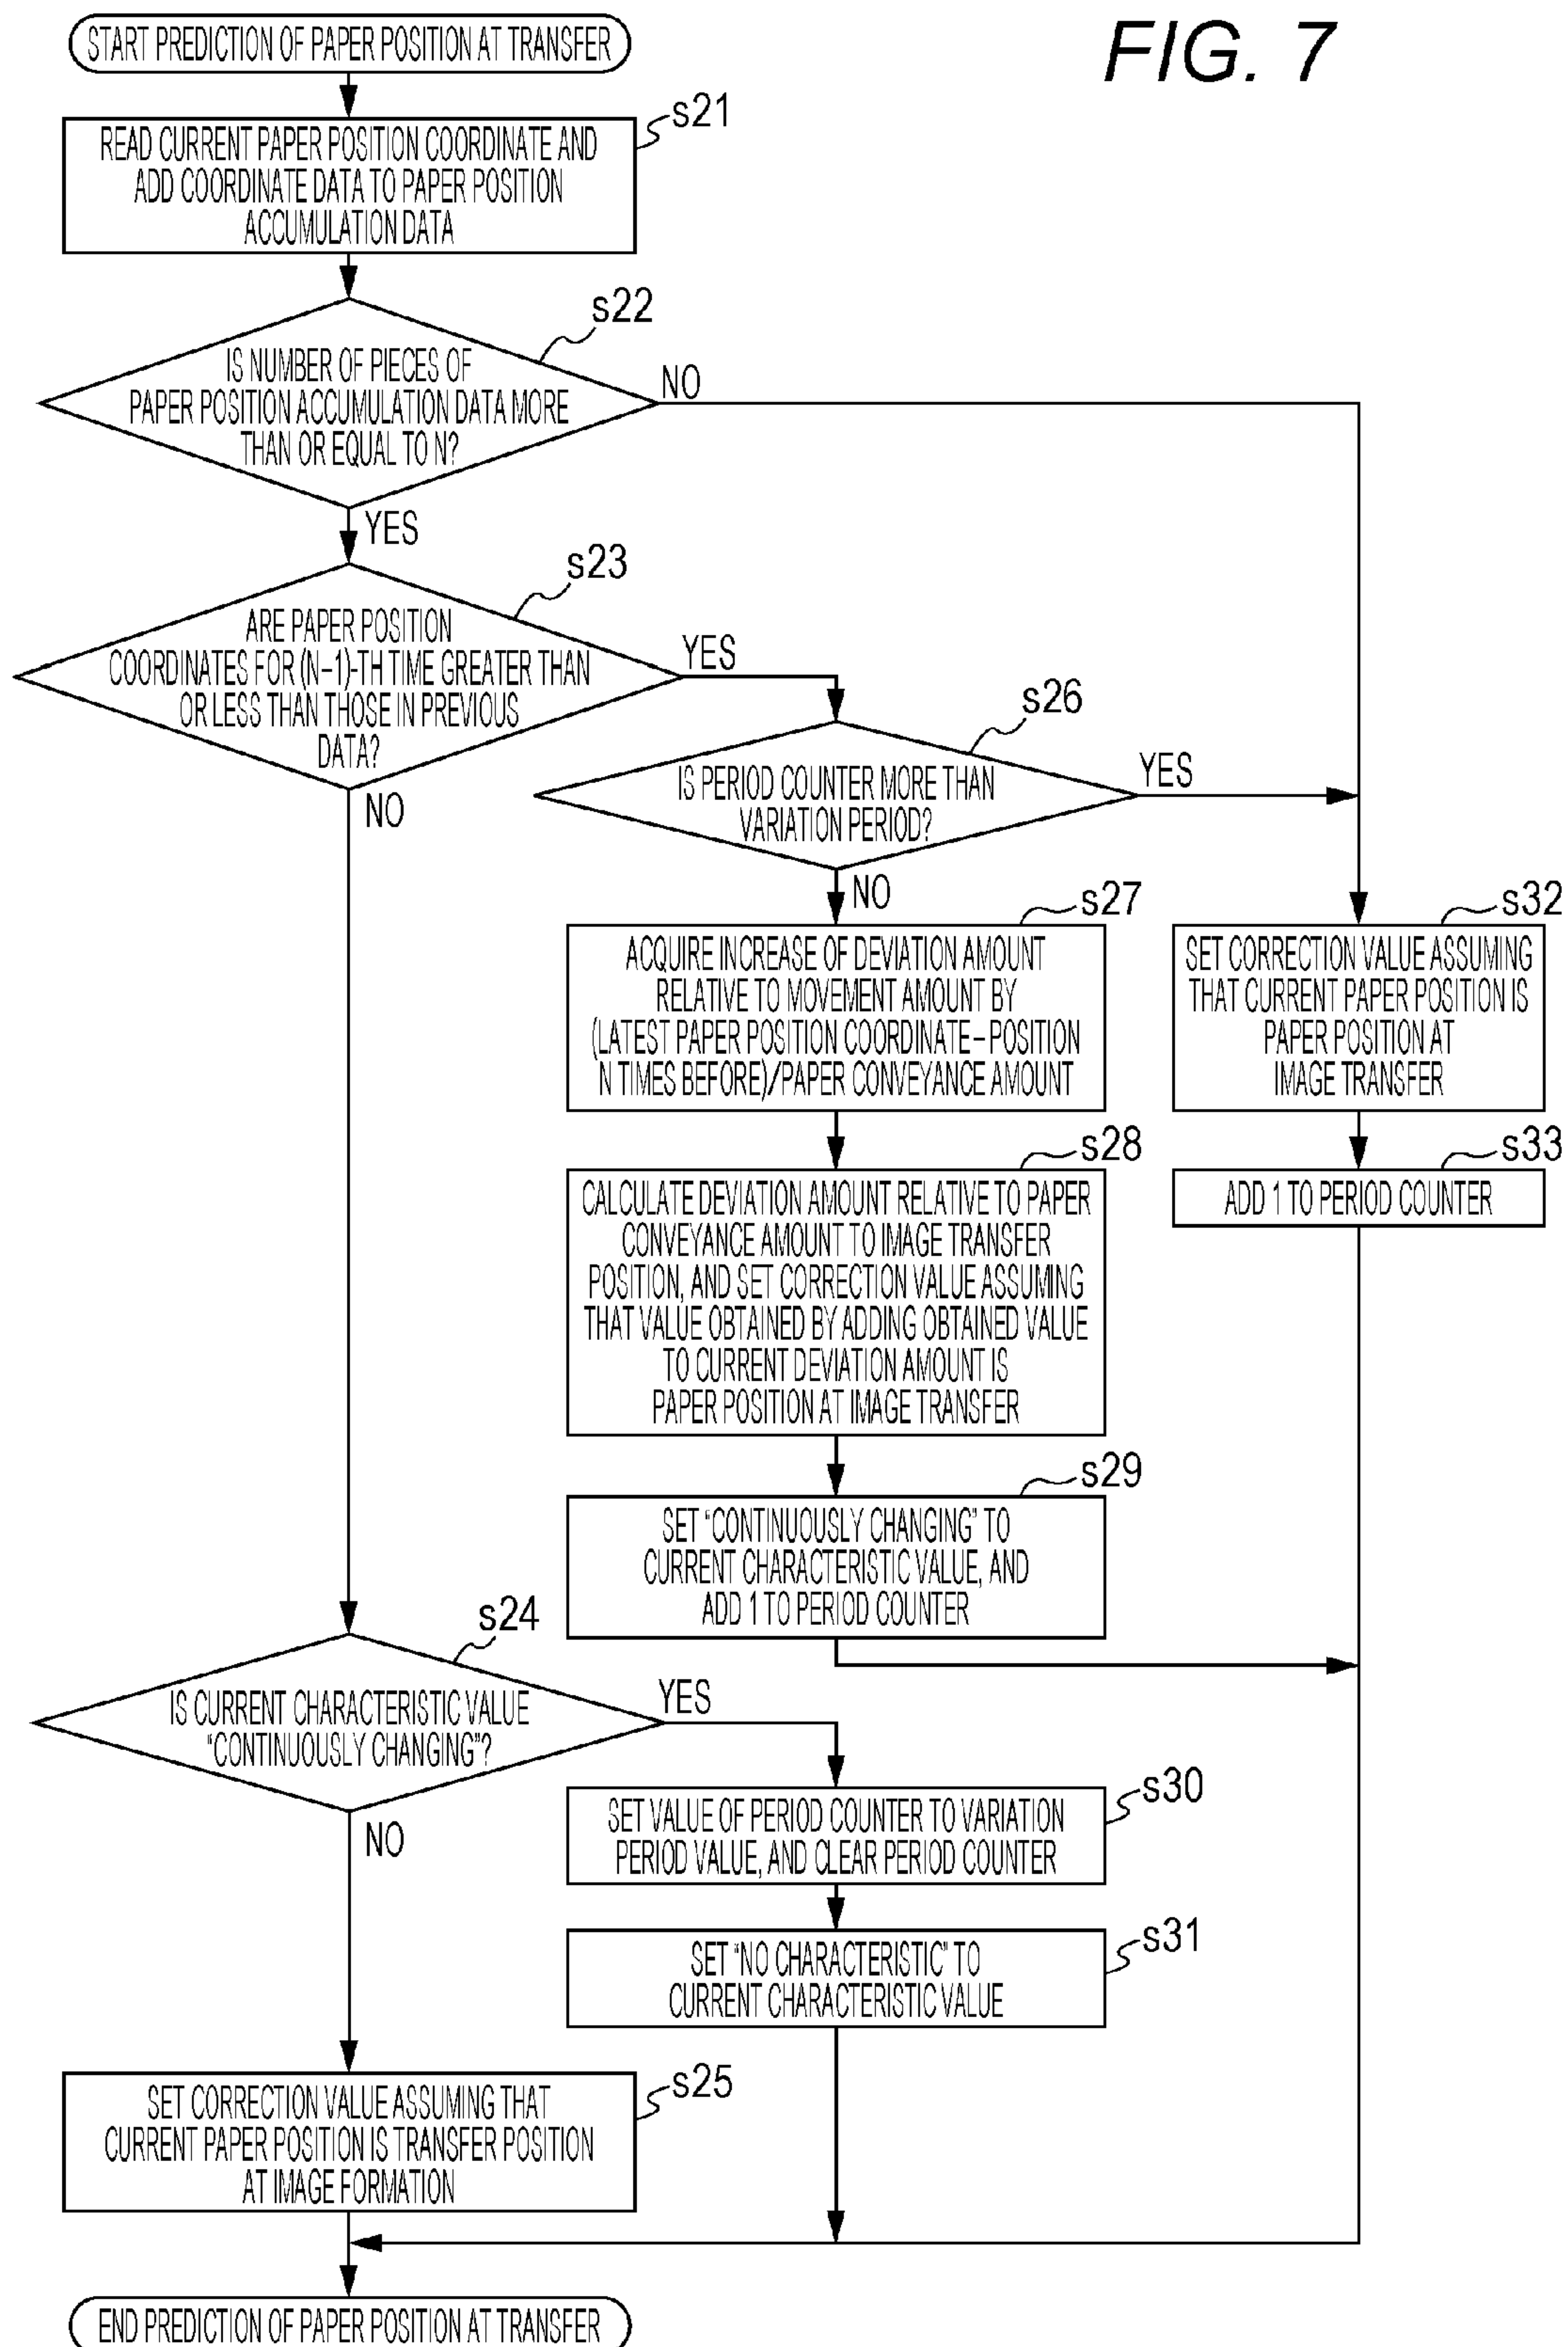 FIG. 7
START PREDICTION OF PAPER POSITION AT TRANSFER
s21
READ CURRENT PAPER POSITION COORDINATE AND
ADD COORDINATE DATA TO PAPER POSITION
ACCUMULATION DATA
s22
IS NUMBER OF PIECES OF
PAPER POSITION ACCUMULATION DATA MORE
THAN OR EQUAL TO N?
NO
YES
s23
ARE PAPER POSITION
COORDINATES FOR (N−1)-TH TIME GREATER THAN
OR LESS THAN THOSE IN PREVIOUS
DATA?
YES
NO
s26
IS PERIOD COUNTER MORE THAN
VARIATION PERIOD?
YES
NO
s27
ACQUIRE INCREASE OF DEVIATION AMOUNT
RELATIVE TO MOVEMENT AMOUNT BY
(LATEST PAPER POSITION COORDINATE−POSITION
N TIMES BEFORE)/PAPER CONVEYANCE AMOUNT
s32
SET CORRECTION VALUE ASSUMING
THAT CURRENT PAPER POSITION IS
PAPER POSITION AT
IMAGE TRANSFER
s28
CALCULATE DEVIATION AMOUNT RELATIVE TO PAPER
CONVEYANCE AMOUNT TO IMAGE TRANSFER
POSITION, AND SET CORRECTION VALUE ASSUMING
THAT VALUE OBTAINED BY ADDING OBTAINED VALUE
TO CURRENT DEVIATION AMOUNT IS
PAPER POSITION AT IMAGE TRANSFER
s33
ADD 1 TO PERIOD COUNTER
s29
SET "CONTINUOUSLY CHANGING" TO
CURRENT CHARACTERISTIC VALUE, AND
ADD 1 TO PERIOD COUNTER
s24
IS CURRENT CHARACTERISTIC VALUE
"CONTINUOUSLY CHANGING"?
YES
NO
s30
SET VALUE OF PERIOD COUNTER TO VARIATION
PERIOD VALUE, AND CLEAR PERIOD COUNTER
s31
SET "NO CHARACTERISTIC" TO
CURRENT CHARACTERISTIC VALUE
s25
SET CORRECTION VALUE ASSUMING THAT
CURRENT PAPER POSITION IS TRANSFER POSITION
AT IMAGE FORMATION
END PREDICTION OF PAPER POSITION AT TRANSFER